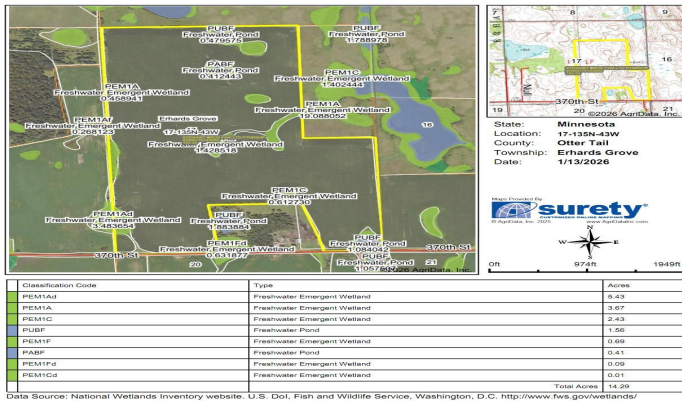 PUBF
Freshwater Pond
0.479575
PUBF
Freshwater Pond
1.788978
PABF
Freshwater Pond
0.412443
PEM1C
Freshwater Emergent Wetland
1.402444
PEM1A
Freshwater Emergent Wetland
0.458941
PEM1A
Freshwater Emergent Wetland
19.088052
PEM1Af
Freshwater Emergent Wetland
0.268123
Erhards Grove
17-135N-43W
16
Freshwater Emergent Wetland
1.428518
PEM1C
Freshwater Emergent Wetland
0.612730
PEM1Ad
Freshwater Emergent Wetland
3.483654
PUBF
Freshwater Pond
1.883884
PEM1Fd
Freshwater Emergent Wetland
0.631877
PUBF
Freshwater Pond
1.084042
PUBF
Freshwater Pond
370th St
370th St
20
21
©2026 AgriData, Inc.
7
8
9
17
16
19
20
21
370th St
©2026 AgriData, Inc.
State: Minnesota
Location: 17-135N-43W
County: Otter Tail
Township: Erhards Grove
Date: 1/13/2026
Maps Provided By
surety®
CUSTOMIZED ONLINE MAPPING
© AgriData, Inc. 2025 www.AgriDataInc.com
N
W E
S
0ft 974ft 1949ft
Classification Code Type Acres
PEM1Ad Freshwater Emergent Wetland 5.43
PEM1A Freshwater Emergent Wetland 3.67
PEM1C Freshwater Emergent Wetland 2.43
PUBF Freshwater Pond 1.56
PEM1F Freshwater Emergent Wetland 0.69
PABF Freshwater Pond 0.41
PEM1Fd Freshwater Emergent Wetland 0.09
PEM1Cd Freshwater Emergent Wetland 0.01
Total Acres 14.29
Data Source: National Wetlands Inventory website. U.S. DoI, Fish and Wildlife Service, Washington, D.C. http://www.fws.gov/wetlands/